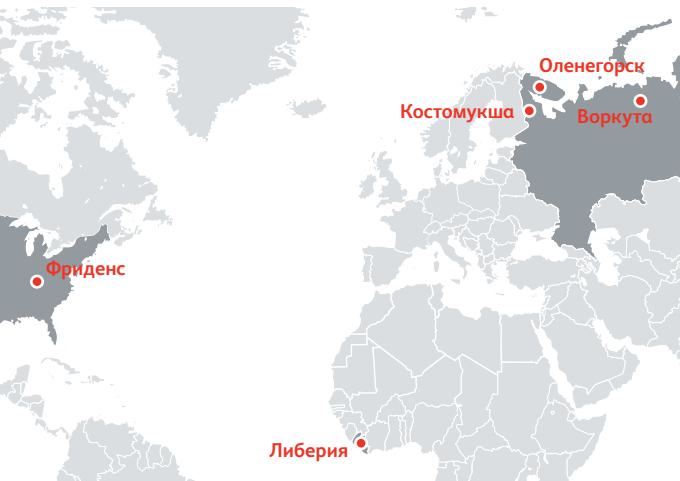 Оленегорск
Костомукша
Воркута
Фриденс
Либерия